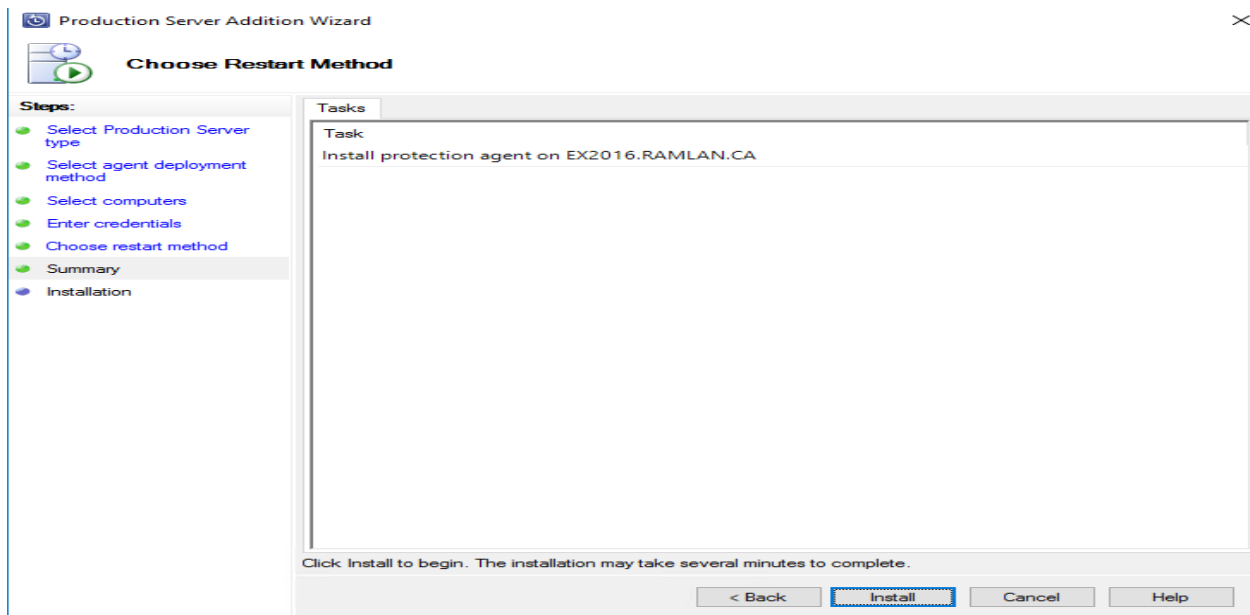 Production Server Addition Wizard
Choose Restart Method
Steps:
Select Production Server
type
Select agent deployment
method
Select computers
Enter credentials
Choose restart method
Summary
Installation
Tasks
Task
Install protection agent on EX2016.RAMLAN.CA
Click Install to begin. The installation may take several minutes to complete.
< Back
Install
Cancel
Help